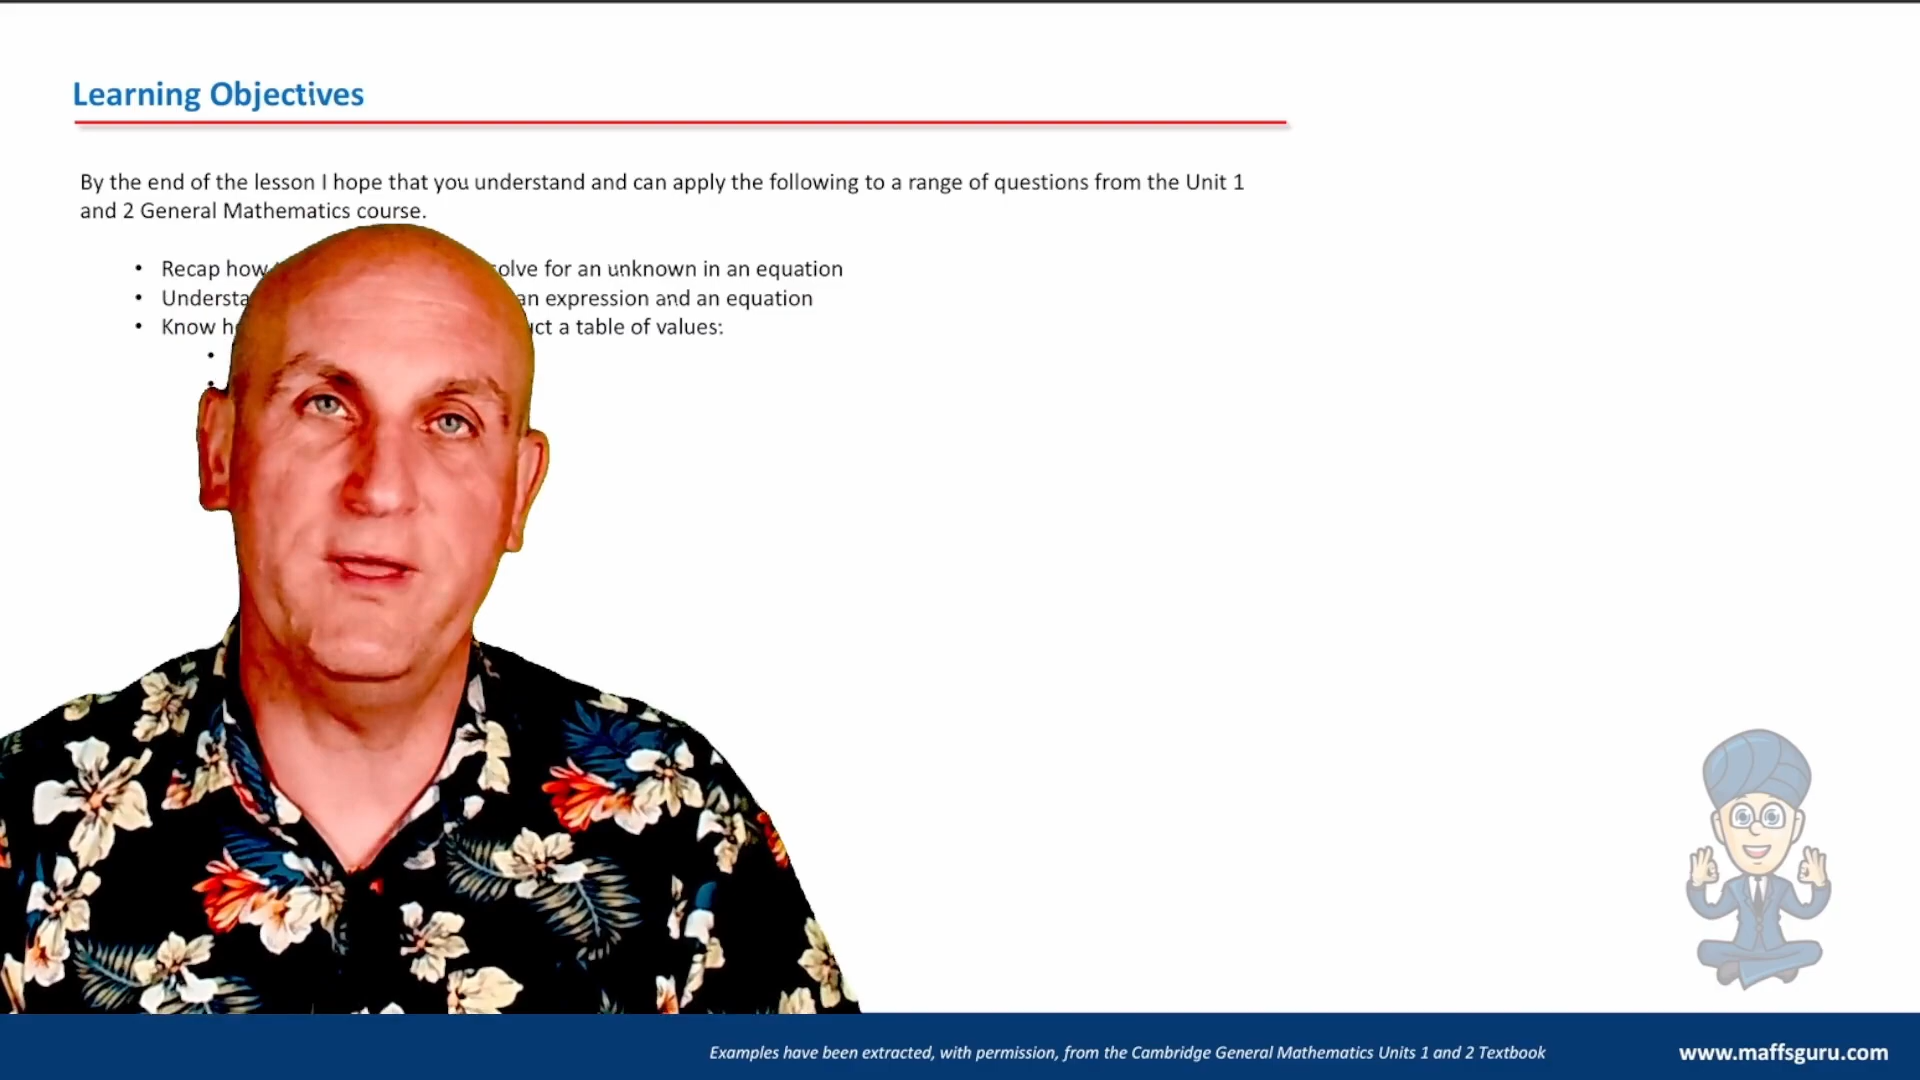 Learning Objectives
By the end of the lesson I hope that you understand and can apply the following to a range of questions from the Unit 1
and 2 General Mathematics course.
• Recap how for an unknown in an equation
• an expression and an equation
• Know a table of values:
•
•
Examples have been extracted, with permission, from the Cambridge General Mathematics Units 1 and 2 Textbook
www.maffsguru.com